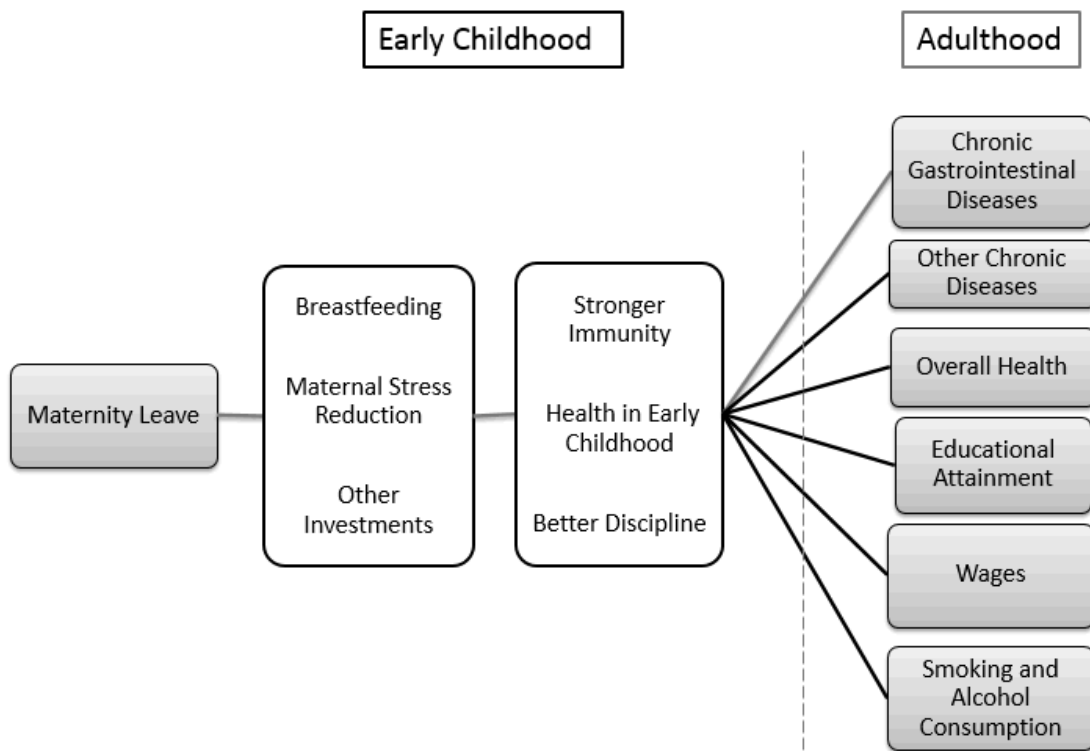 Early Childhood
Adulthood
Maternity Leave
Breastfeeding
Maternal Stress
Reduction
Other
Investments
Stronger
Immunity
Health in Early
Childhood
Better Discipline
Chronic
Gastrointestinal
Diseases
Other Chronic
Diseases
Overall Health
Educational
Attainment
Wages
Smoking and
Alcohol
Consumption